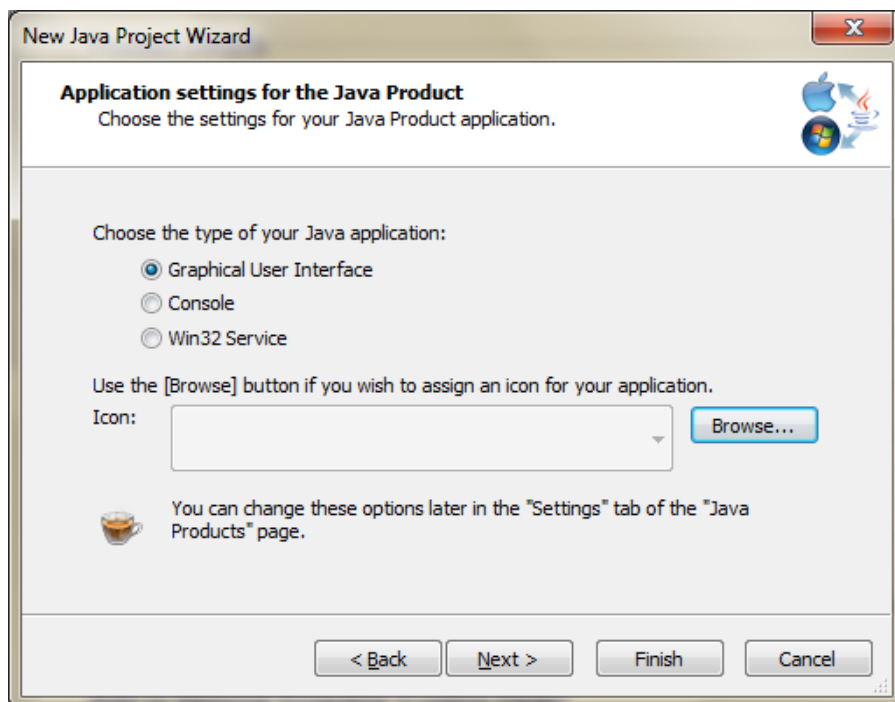 New Java Project Wizard
Application settings for the Java Product
Choose the settings for your Java Product application.
Choose the type of your Java application:
Graphical User Interface
Console
Win32 Service
Use the [Browse] button if you wish to assign an icon for your application.
Icon:
Browse...
You can change these options later in the "Settings" tab of the "Java
Products" page.
< Back
Next >
Finish
Cancel